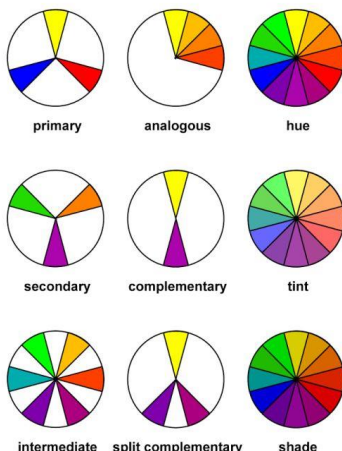 primary analogous hue
secondary complementary tint
intermediate split complementary shade